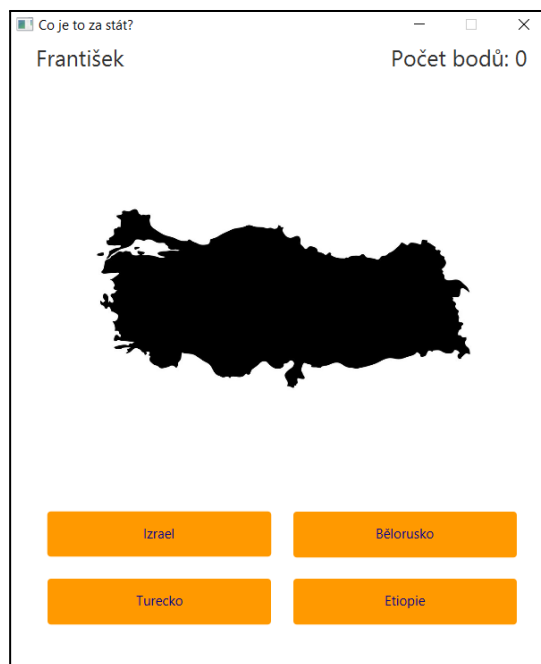 Co je to za stát?
František Počet bodů: 0
Izrael Bělorusko
Turecko Etiopie